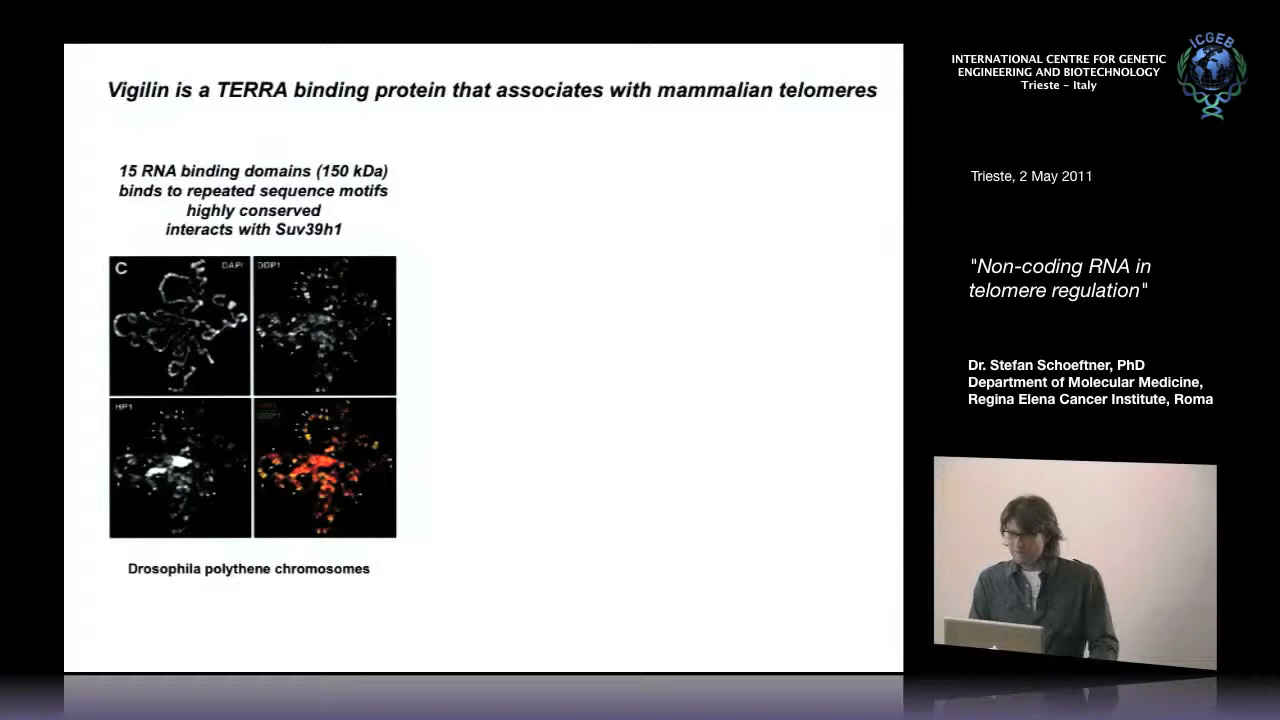 Vigilin is a TERRA binding protein that associates with mammalian telomeres
15 RNA binding domains (150 kDa)
binds to repeated sequence motifs
highly conserved
interacts with Suv39h1
C
DAPI
DDP1
HP1
DDP1
Drosophila polythene chromosomes
ICGEB
INTERNATIONAL CENTRE FOR GENETIC
ENGINEERING AND BIOTECHNOLOGY
Trieste - Italy
Trieste, 2 May 2011
"Non-coding RNA in
telomere regulation"
Dr. Stefan Schoeftner, PhD
Department of Molecular Medicine,
Regina Elena Cancer Institute, Roma